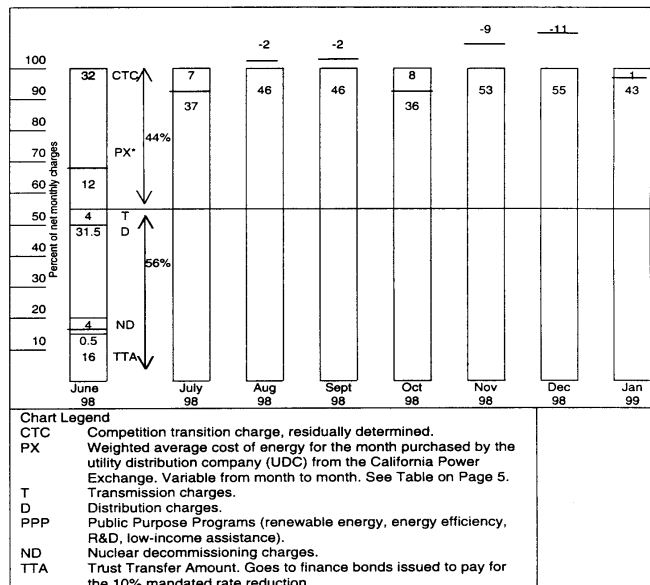 -9
-11
-2
-2
100
32
CTC
7
8
1
90
37
46
46
36
53
55
43
80
44%
70
PX*
60
12
Percent of net monthly charges
50
4
T
31.5
D
40
56%
30
20
4
ND
10
0.5
16
TTA
June
98
July
98
Aug
98
Sept
98
Oct
98
Nov
98
Dec
98
Jan
99
Chart Legend
CTC Competition transition charge, residually determined.
PX Weighted average cost of energy for the month purchased by the
utility distribution company (UDC) from the California Power
Exchange. Variable from month to month. See Table on Page 5.
T Transmission charges.
D Distribution charges.
PPP Public Purpose Programs (renewable energy, energy efficiency,
R&D, low-income assistance).
ND Nuclear decommissioning charges.
TTA Trust Transfer Amount. Goes to finance bonds issued to pay for
the 10% mandated rate reduction